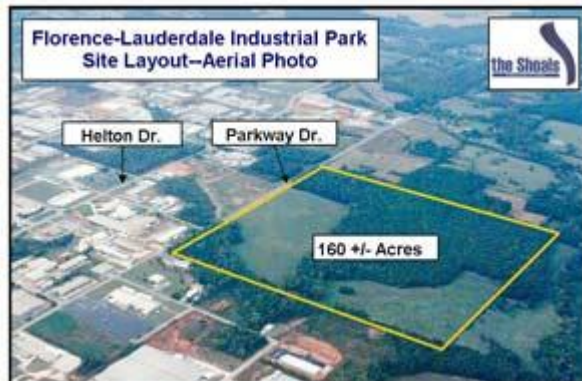 Florence-Lauderdale Industrial Park
Site Layout--Aerial Photo
the Shoals
Helton Dr.
Parkway Dr.
160 +/- Acres